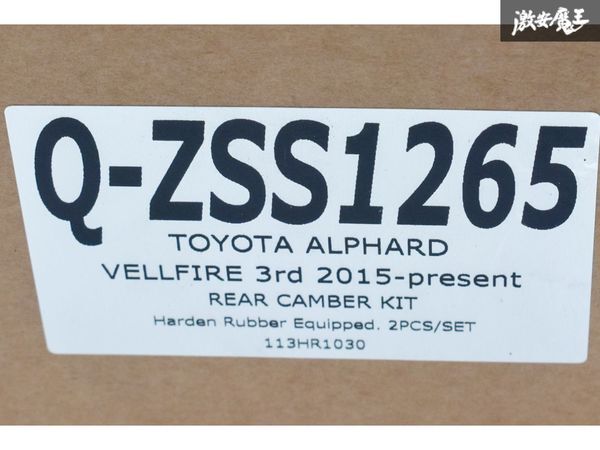 激安魔王
Q-ZSS1265
TOYOTA ALPHARD
VELLFIRE 3rd 2015-present
REAR CAMBER KIT
Harden Rubber Equipped. 2PCS/SET
113HR1030